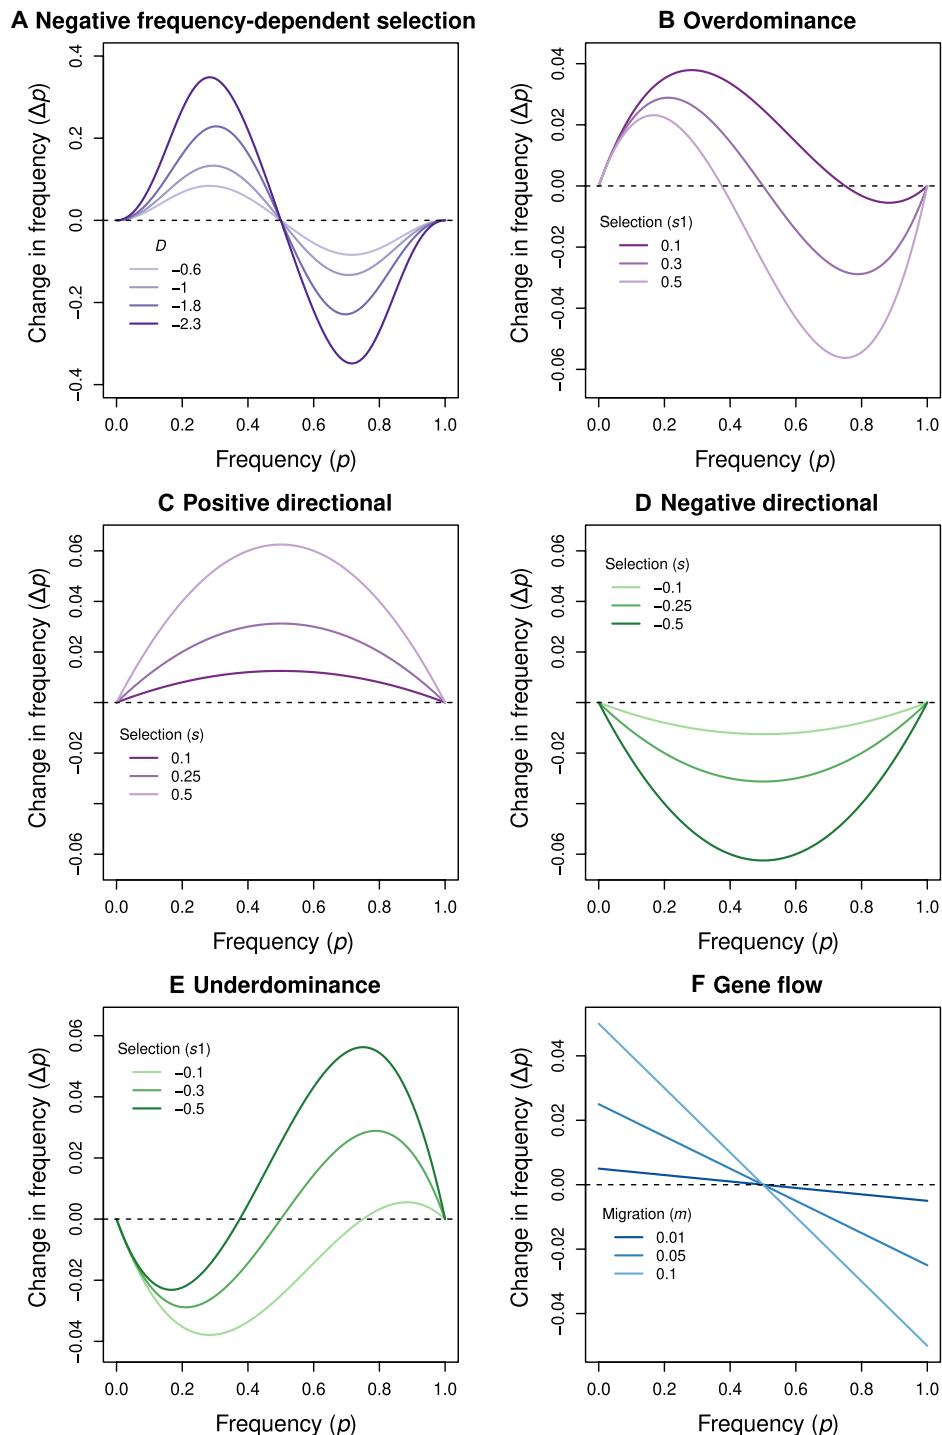 A Negative frequency-dependent selection
Change in frequency (Δp)
0.4
0.2
0.0
−0.2
−0.4
D
−0.6
−1
−1.8
−2.3
0.0 0.2 0.4 0.6 0.8 1.0
Frequency (p)
B Overdominance
Change in frequency (Δp)
0.04
0.02
0.00
−0.02
−0.04
−0.06
Selection (s1)
0.1
0.3
0.5
0.0 0.2 0.4 0.6 0.8 1.0
Frequency (p)
C Positive directional
Change in frequency (Δp)
0.06
0.04
0.02
−0.02
−0.06
Selection (s)
0.1
0.25
0.5
0.0 0.2 0.4 0.6 0.8 1.0
Frequency (p)
D Negative directional
Change in frequency (Δp)
0.06
0.04
0.02
−0.02
−0.06
Selection (s)
−0.1
−0.25
−0.5
0.0 0.2 0.4 0.6 0.8 1.0
Frequency (p)
E Underdominance
Change in frequency (Δp)
0.06
0.04
0.02
0.00
−0.02
−0.04
Selection (s1)
−0.1
−0.3
−0.5
0.0 0.2 0.4 0.6 0.8 1.0
Frequency (p)
F Gene flow
Change in frequency (Δp)
0.04
0.02
0.00
−0.02
−0.04
Migration (m)
0.01
0.05
0.1
0.0 0.2 0.4 0.6 0.8 1.0
Frequency (p)